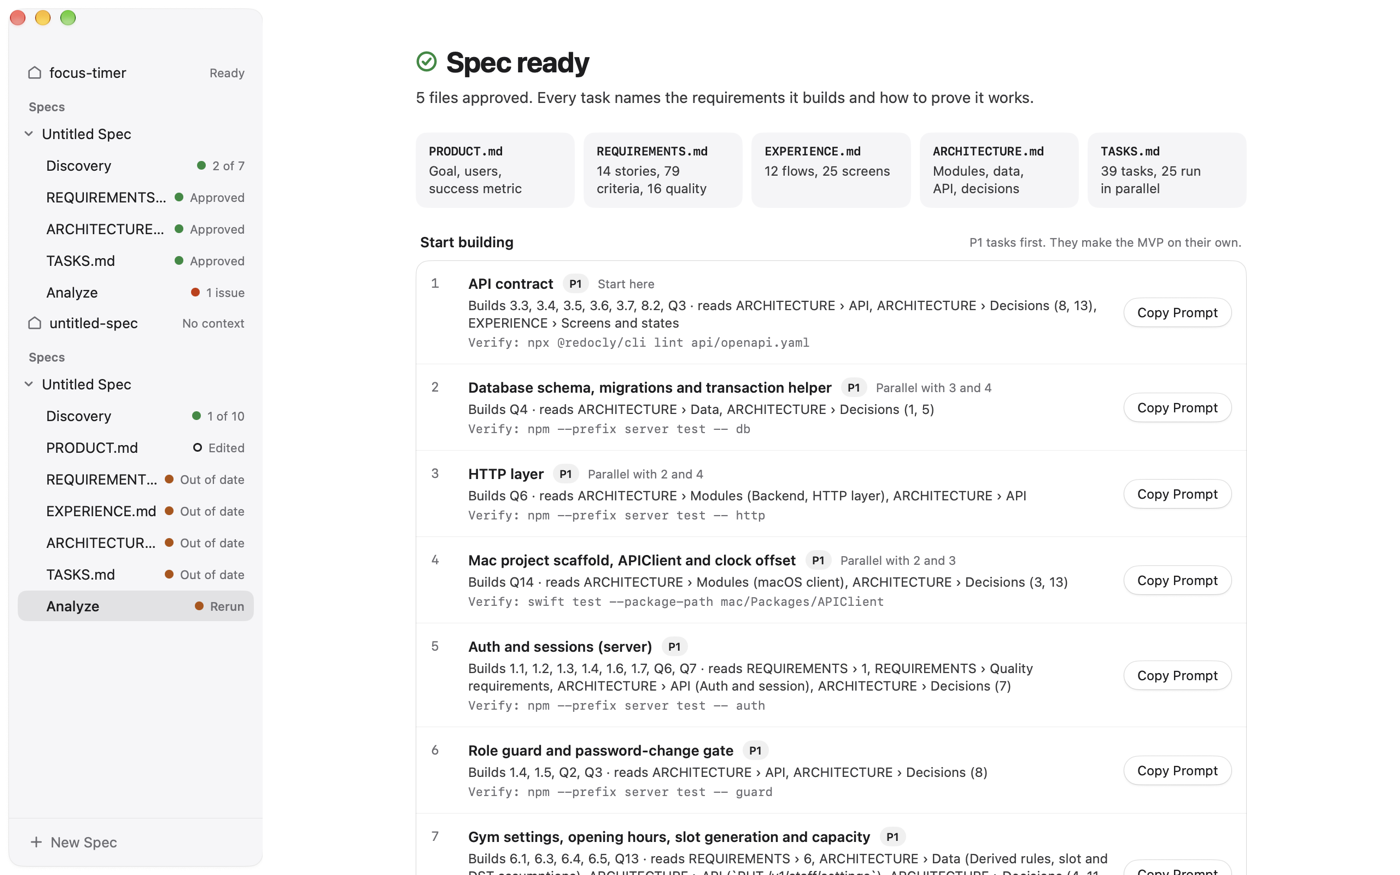 focus-timer Ready
Specs
Untitled Spec
Discovery 2 of 7
REQUIREMENTS... Approved
ARCHITECTURE... Approved
TASKS.md Approved
Analyze 1 issue
untitled-spec No context
Specs
Untitled Spec
Discovery 1 of 10
PRODUCT.md Edited
REQUIREMENT... Out of date
EXPERIENCE.md Out of date
ARCHITECTUR... Out of date
TASKS.md Out of date
Analyze Rerun
+ New Spec
Spec ready
5 files approved. Every task names the requirements it builds and how to prove it works.
PRODUCT.md
Goal, users,
success metric
REQUIREMENTS.md
14 stories, 79
criteria, 16 quality
EXPERIENCE.md
12 flows, 25 screens
ARCHITECTURE.md
Modules, data,
API, decisions
TASKS.md
39 tasks, 25 run
in parallel
Start building P1 tasks first. They make the MVP on their own.
1 API contract P1 Start here
Builds 3.3, 3.4, 3.5, 3.6, 3.7, 8.2, Q3 · reads ARCHITECTURE › API, ARCHITECTURE › Decisions (8, 13),
EXPERIENCE › Screens and states
Verify: npx @redocly/cli lint api/openapi.yaml
Copy Prompt
2 Database schema, migrations and transaction helper P1 Parallel with 3 and 4
Builds Q4 · reads ARCHITECTURE › Data, ARCHITECTURE › Decisions (1, 5)
Verify: npm --prefix server test -- db
Copy Prompt
3 HTTP layer P1 Parallel with 2 and 4
Builds Q6 · reads ARCHITECTURE › Modules (Backend, HTTP layer), ARCHITECTURE › API
Verify: npm --prefix server test -- http
Copy Prompt
4 Mac project scaffold, APIClient and clock offset P1 Parallel with 2 and 3
Builds Q14 · reads ARCHITECTURE › Modules (macOS client), ARCHITECTURE › Decisions (3, 13)
Verify: swift test --package-path mac/Packages/APIClient
Copy Prompt
5 Auth and sessions (server) P1
Builds 1.1, 1.2, 1.3, 1.4, 1.6, 1.7, Q6, Q7 · reads REQUIREMENTS › 1, REQUIREMENTS › Quality
requirements, ARCHITECTURE › API (Auth and session), ARCHITECTURE › Decisions (7)
Verify: npm --prefix server test -- auth
Copy Prompt
6 Role guard and password-change gate P1
Builds 1.4, 1.5, Q2, Q3 · reads ARCHITECTURE › API, ARCHITECTURE › Decisions (8)
Verify: npm --prefix server test -- guard
Copy Prompt
7 Gym settings, opening hours, slot generation and capacity P1
Builds 6.1, 6.3, 6.4, 6.5, Q13 · reads REQUIREMENTS › 6, ARCHITECTURE › Data (Derived rules, slot and
Copy Prompt